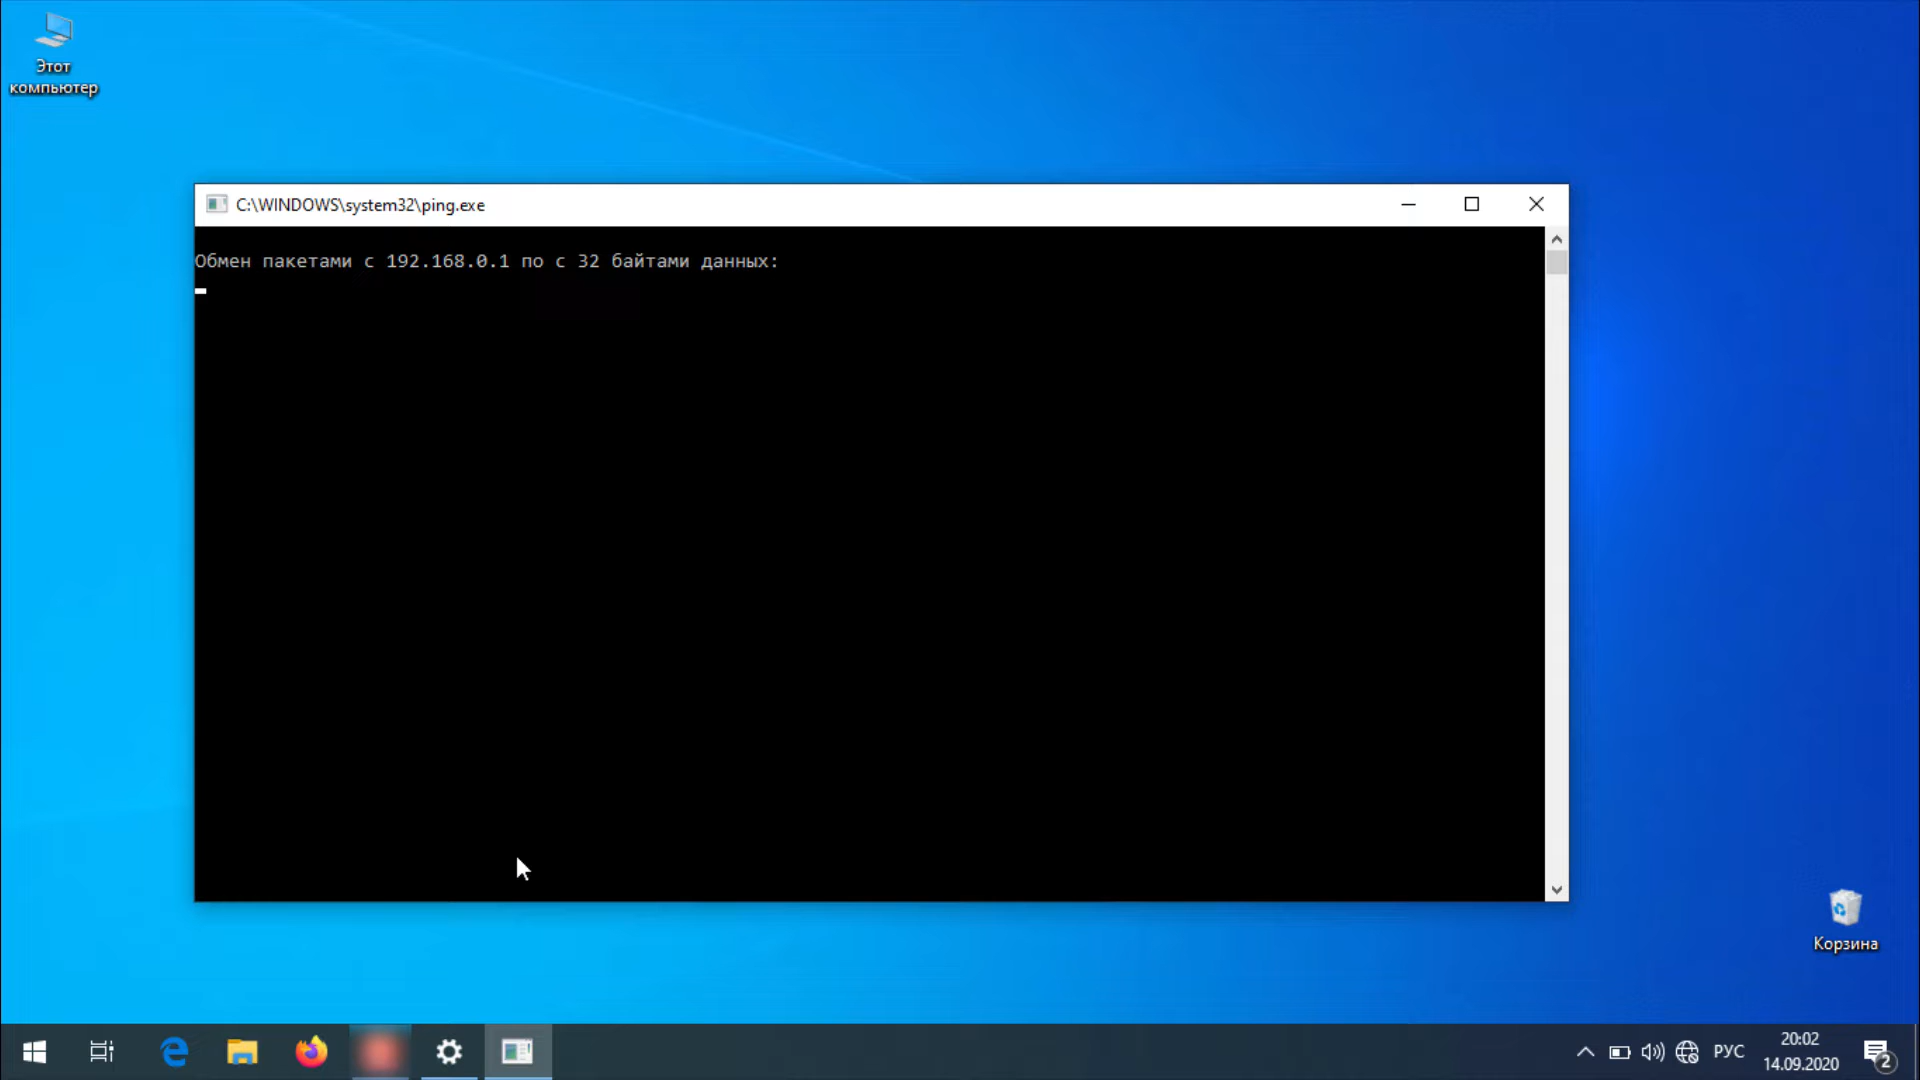 Этот
компьютер
C:\WINDOWS\system32\ping.exe
Обмен пакетами с 192.168.0.1 по с 32 байтами данных:
Корзина
РУС
20:02
14.09.2020
2